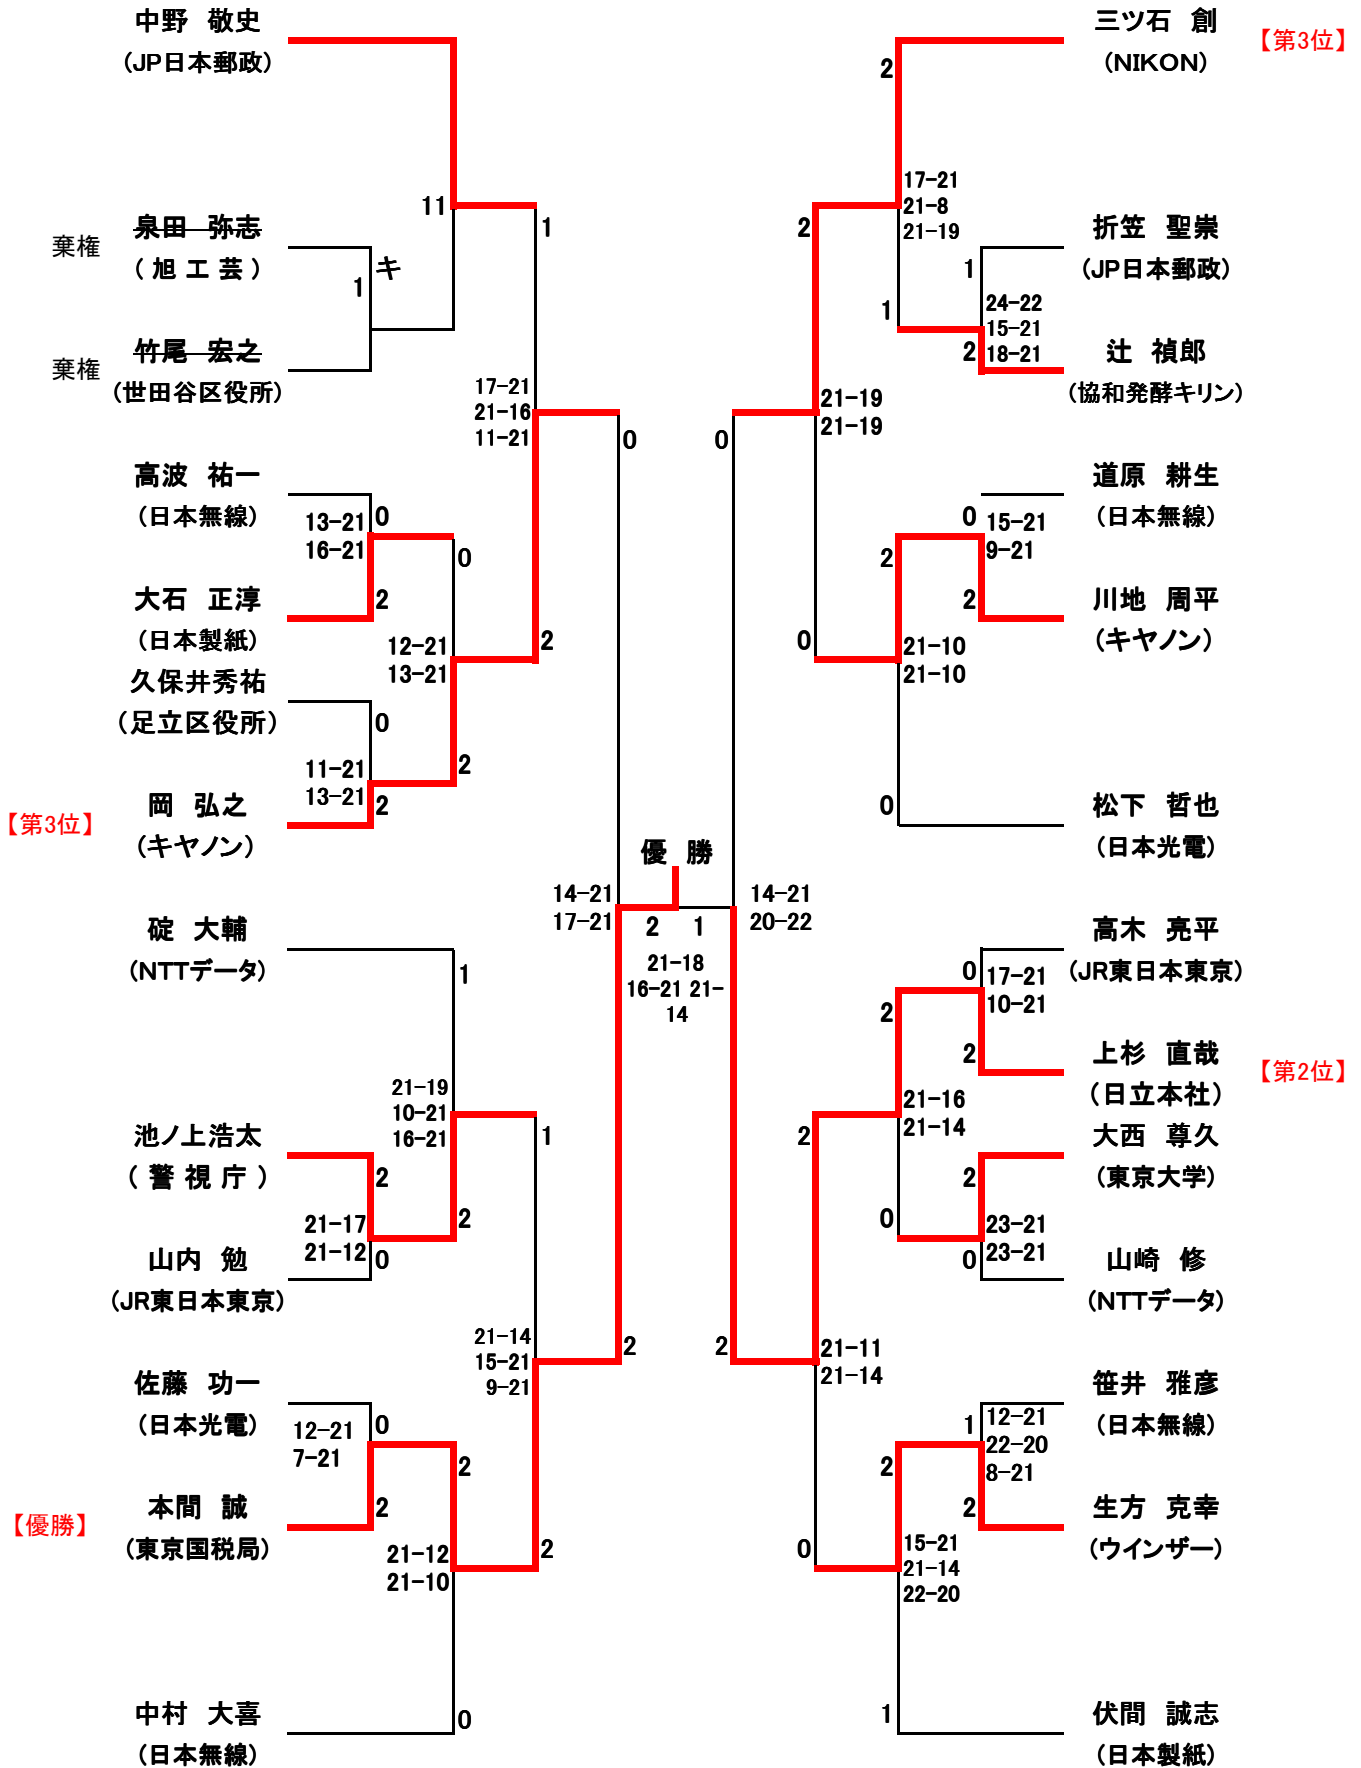 中野　敬史
(JP日本郵政)
11
1
棄権
泉田　弥志
( 旭 工 芸 )
キ
1
棄権
竹尾　宏之
(世田谷区役所)
17-21
21-16
11-21
0
高波　祐一
(日本無線)
13-21
16-21
0
0
大石　正淳
(日本製紙)
2
12-21
13-21
2
久保井秀祐
(足立区役所)
0
11-21
13-21
2
2
【第3位】
岡　弘之
(キヤノン)
碇　大輔
(NTTデータ)
1
14-21
17-21
21-19
10-21
16-21
1
池ノ上浩太
( 警 視 庁 )
2
21-17
21-12
2
0
山内　勉
(JR東日本東京)
21-14
15-21
9-21
2
佐藤　功一
(日本光電)
12-21
7-21
0
2
【優勝】
本間　誠
(東京国税局)
2
21-12
21-10
2
中村　大喜
(日本無線)
0
優　勝
2
1
21-18
16-21 21-
14
三ツ石　創
(NIKON)
【第3位】
2
17-21
21-8
21-19
2
折笠　聖崇
(JP日本郵政)
1
24-22
15-21
18-21
1
2
辻　禎郎
(協和発酵キリン)
21-19
21-19
0
道原　耕生
(日本無線)
0
15-21
9-21
2
2
川地　周平
(キヤノン)
0
21-10
21-10
0
松下　哲也
(日本光電)
14-21
20-22
高木　亮平
(JR東日本東京)
0
17-21
10-21
2
2
上杉　直哉
(日立本社)
【第2位】
21-16
21-14
2
大西　尊久
(東京大学)
2
0
23-21
23-21
0
山崎　修
(NTTデータ)
2
21-11
21-14
笹井　雅彦
(日本無線)
1
12-21
22-20
8-21
2
2
生方　克幸
(ウインザー)
0
15-21
21-14
22-20
1
伏間　誠志
(日本製紙)